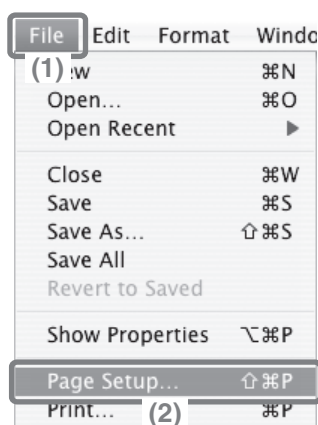 File Edit Format Windo
(1) ew ⌘N
Open... ⌘O
Open Recent ▶
Close ⌘W
Save ⌘S
Save As... ⇧⌘S
Save All
Revert to Saved
Show Properties ⌥⌘P
Page Setup... ⇧⌘P
Print... (2) ⌘P